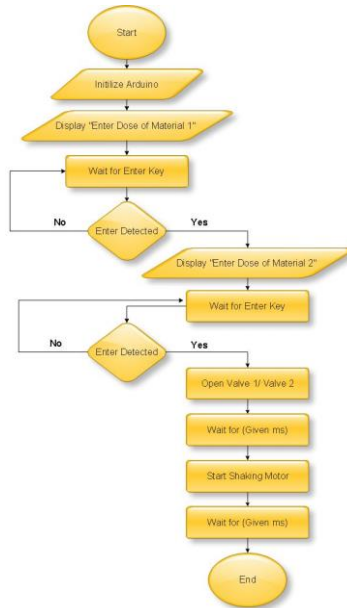 Start
Initilize Arduino
Display "Enter Dose of Material 1"
Wait for Enter Key
No
Yes
Enter Detected
Display "Enter Dose of Material 2"
Wait for Enter Key
No
Yes
Enter Detected
Open Valve 1/ Valve 2
Wait for (Given ms)
Start Shaking Motor
Wait for (Given ms)
End